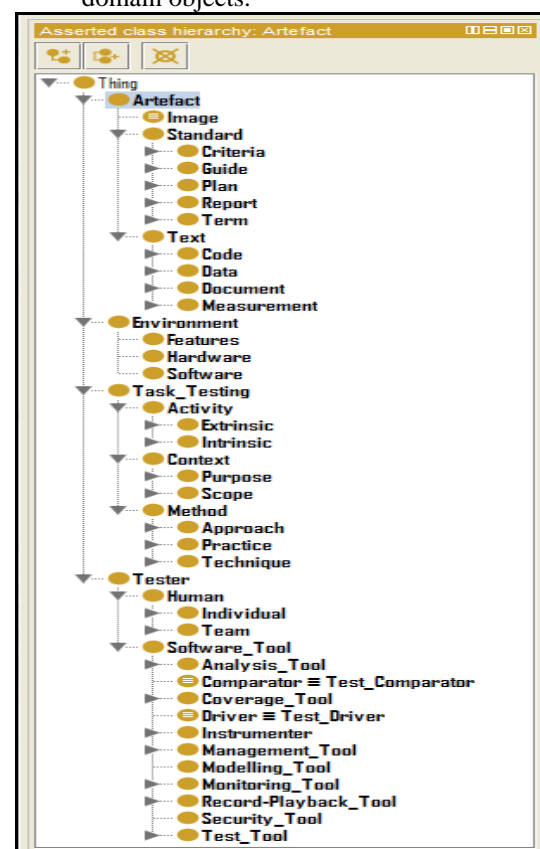 domain objects.
Asserted class hierarchy: Artefact
Thing
Artefact
Image
Standard
Criteria
Guide
Plan
Report
Term
Text
Code
Data
Document
Measurement
Environment
Features
Hardware
Software
Task_Testing
Activity
Extrinsic
Intrinsic
Context
Purpose
Scope
Method
Approach
Practice
Technique
Tester
Human
Individual
Team
Software_Tool
Analysis_Tool
Comparator ≡ Test_Comparator
Coverage_Tool
Driver ≡ Test_Driver
Instrumenter
Management_Tool
Modelling_Tool
Monitoring_Tool
Record-Playback_Tool
Security_Tool
Test_Tool